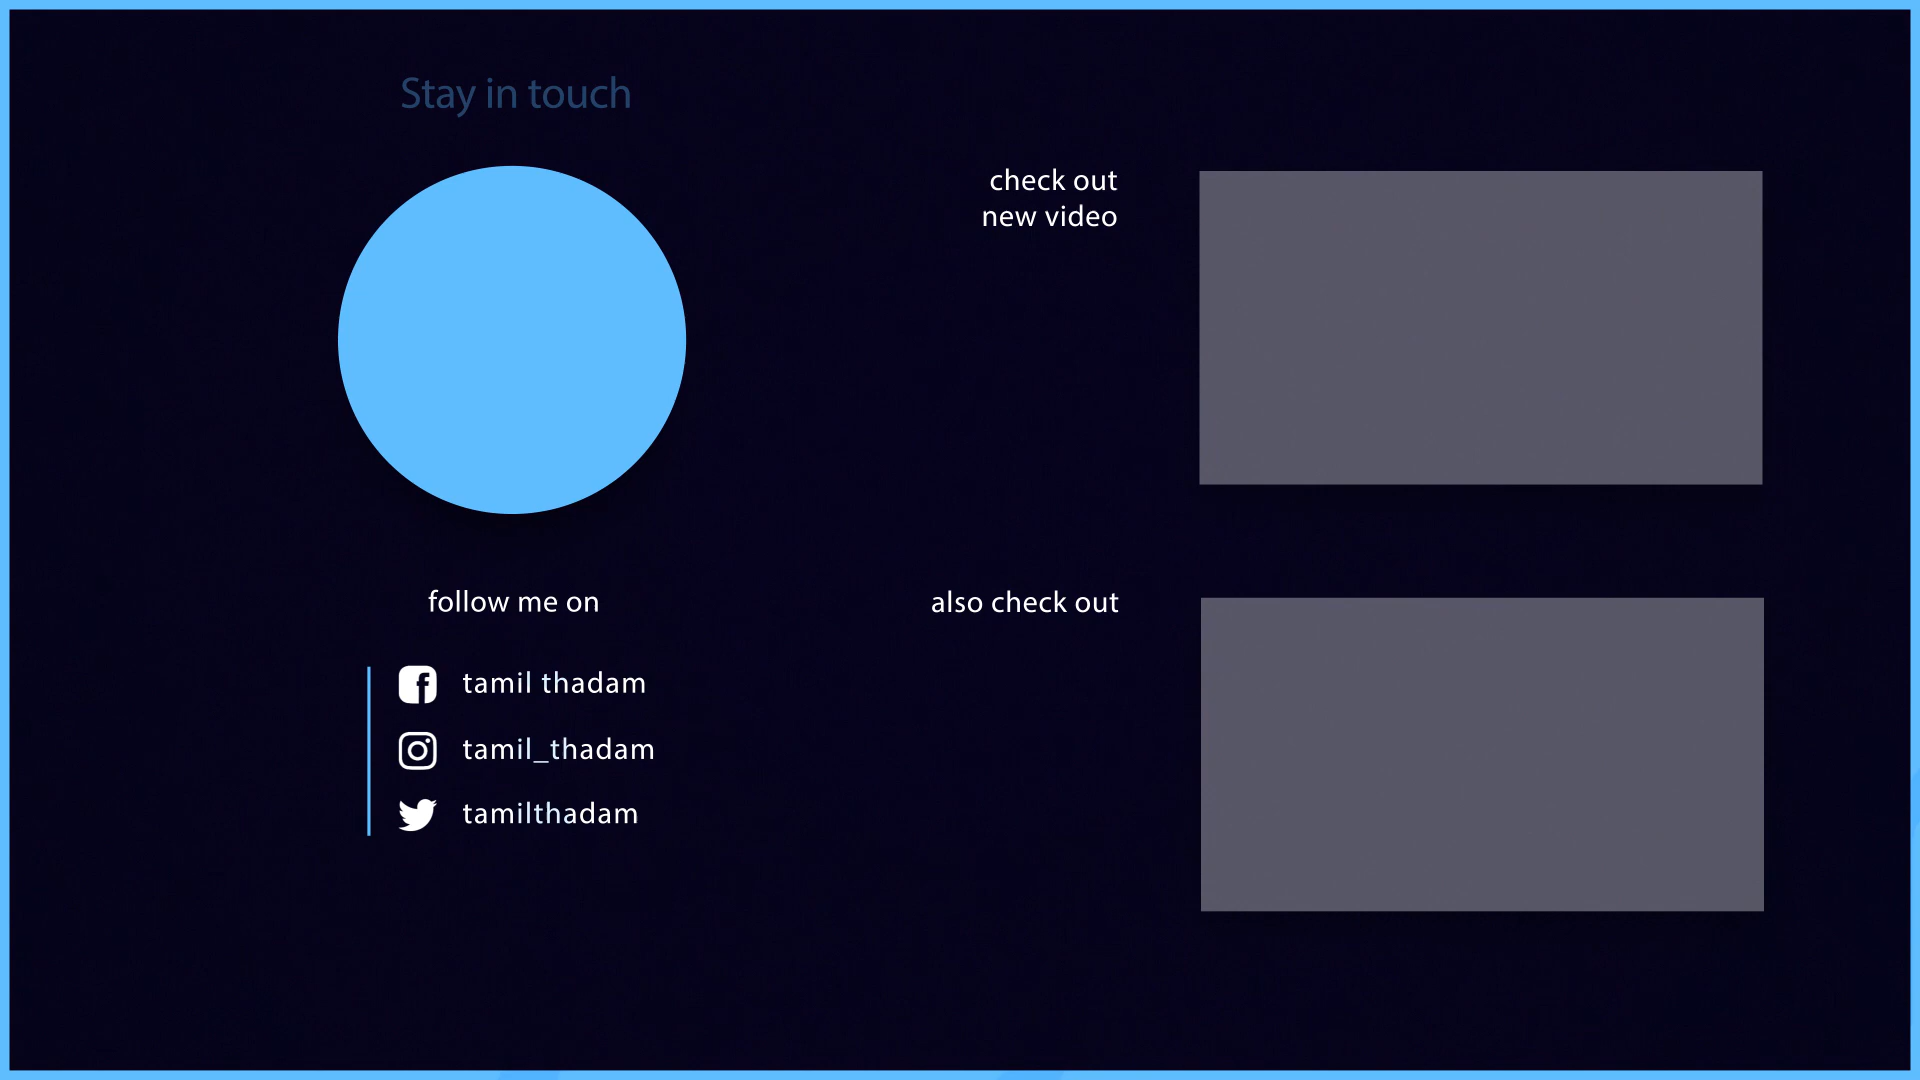 Stay in touch
follow me on
tamil thadam
tamil_thadam
tamilthadam
check out
new video
also check out